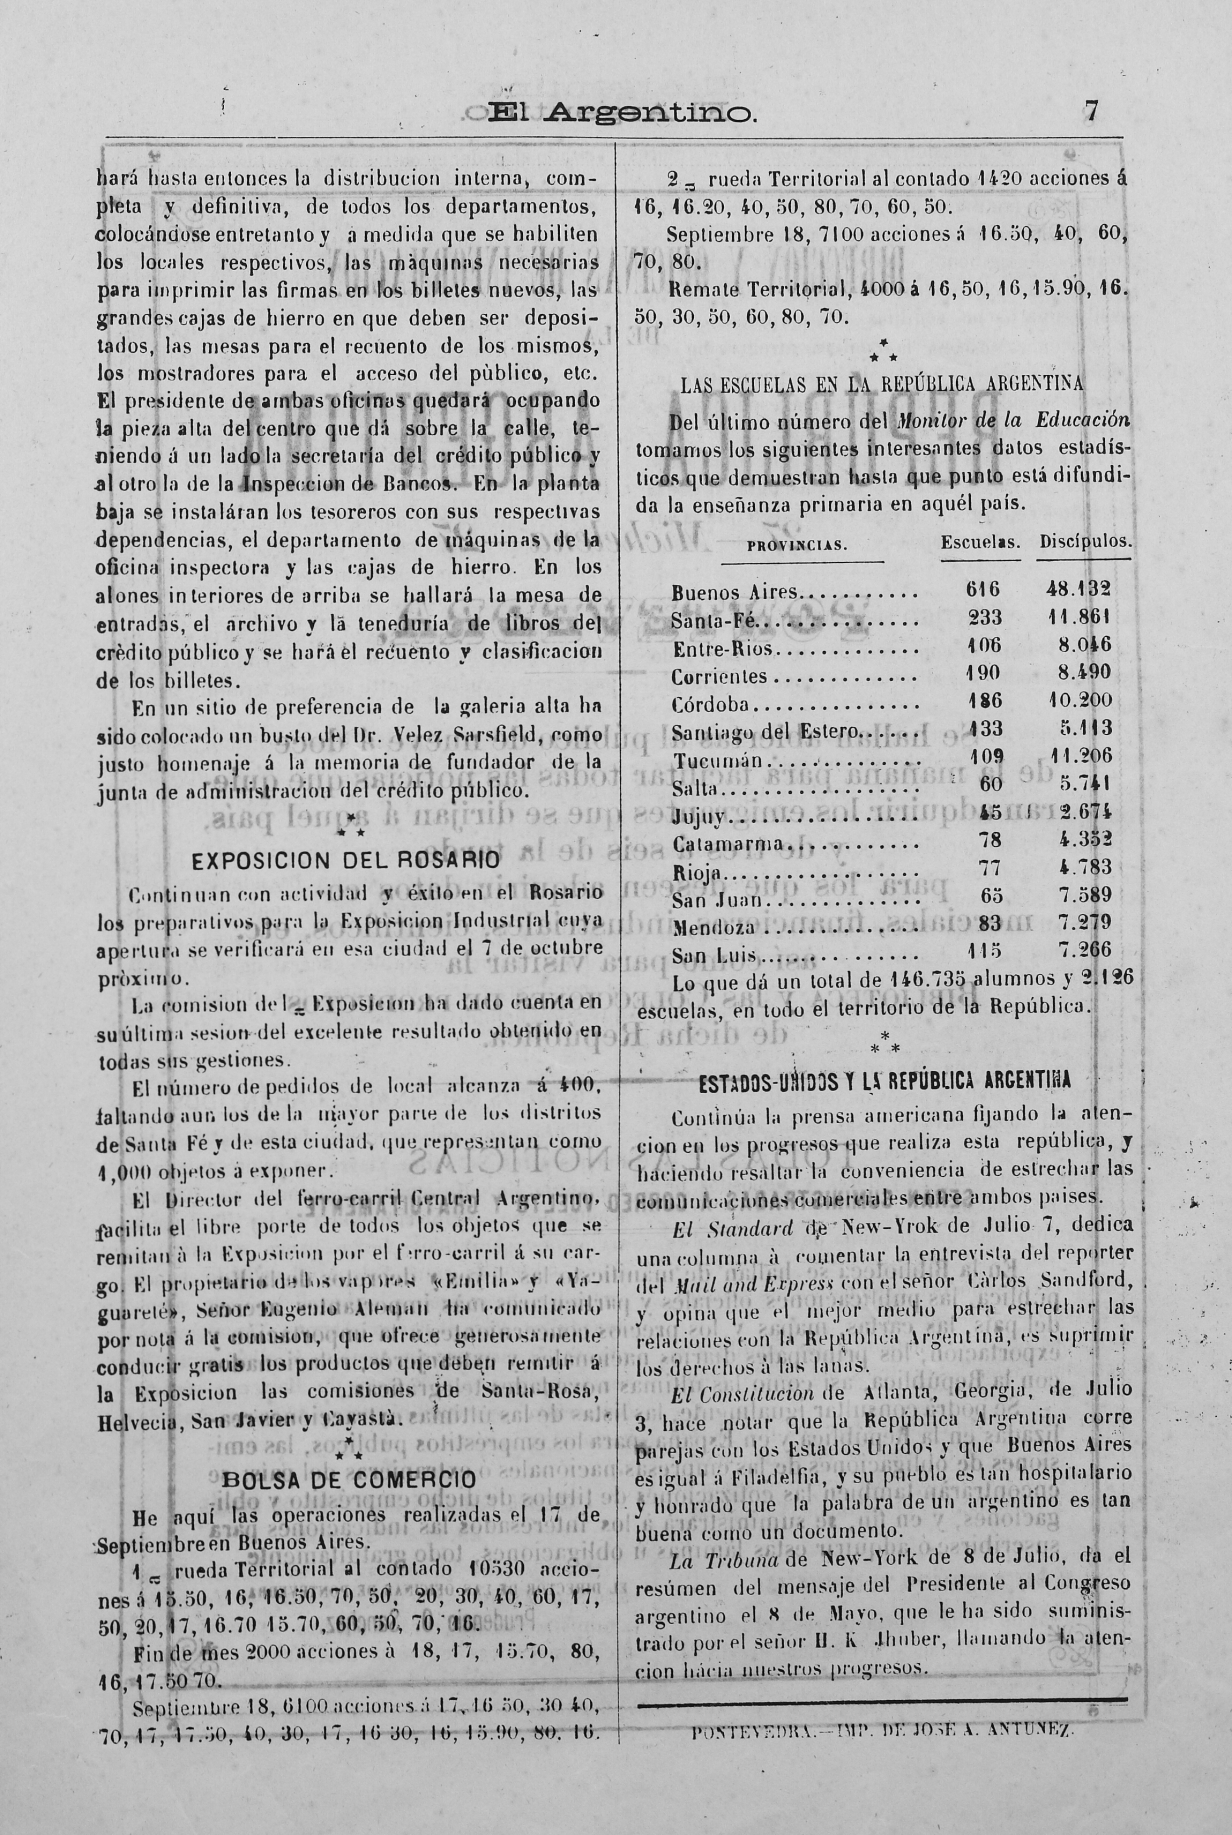 El Argentino.
7
hará hasta entonces la distribucion interna, com-
pleta y definitiva, de todos los departamentos,
colocándose entretanto y á medida que se habiliten
los locales respectivos, las màquinas necesarias
para imprimir las firmas en los billetes nuevos, las
grandes cajas de hierro en que deben ser deposi-
tados, las mesas para el recuento de los mismos,
los mostradores para el acceso del pùblico, etc.
El presidente de ambas oficinas quedará ocupando
la pieza alta del centro que dá sobre la calle, te-
niendo á un lado la secretaría del crédito público y
al otro la de la Inspeccion de Bancos. En la planta
baja se instaláran los tesoreros con sus respectivas
dependencias, el departamento de máquinas de la
oficina inspectora y las cajas de hierro. En los
alones interiores de arriba se hallará la mesa de
entradas, el archivo y la teneduría de libros del
crèdito público y se hará el recuento y clasificacion
de los billetes.
En un sitio de preferencia de la galeria alta ha
sido colocado un busto del Dr. Velez Sarsfield, como
justo homenaje á la memoria de fundador de la
junta de administracion del crédito público.
* * *
EXPOSICION DEL ROSARIO
Continuan con actividad y éxito en el Rosario
los preparativos para la Exposicion Industrial cuya
apertura se verificará en esa ciudad el 7 de octubre
pròximo.
La comision de l Exposicion ha dado cuenta en
su última sesion del excelente resultado obtenido en
todas sus gestiones.
El número de pedidos de local alcanza á 400,
faltando aun los de la mayor parte de los distritos
de Santa Fé y de esta ciudad, que representan como
1,000 objetos á exponer.
El Director del ferro-carril Central Argentino,
facilita el libre porte de todos los objetos que se
remitan à la Exposicion por el ferro-carril á su car-
go. El propietario de los vapores «Emilia» y «Ya-
guareté», Señor Eugenio Aleman ha comunicado
por nota á la comision, que ofrece generosamente
conducir gratis los productos que deben remitir á
la Exposicion las comisiones de Santa-Rosa,
Helvecia, San Javier y Cayastà.
* * *
BOLSA DE COMERCIO
He aquí las operaciones realizadas el 17 de
Septiembre en Buenos Aires.
1 rueda Territorial al contado 10530 accio-
nes á 15.50, 16, 16.50, 70, 50, 20, 30, 40, 60, 17,
50, 20, 17, 16.70 15.70, 60, 50, 70, 16.
Fin de mes 2000 acciones à 18, 17, 15.70, 80,
16, 17.50 70.
Septiembre 18, 6100 acciones á 17, 16 50, 30 40,
70, 17, 17.50, 40, 30, 17, 16 30, 16, 15.90, 80, 16.
2 rueda Territorial al contado 1420 acciones á
16, 16.20, 40, 50, 80, 70, 60, 50.
Septiembre 18, 7100 acciones á 16.50, 40, 60,
70, 80.
Remate Territorial, 4000 á 16, 50, 16, 15.90, 16.
50, 30, 50, 60, 80, 70.
* * *
LAS ESCUELAS EN LA REPÚBLICA ARGENTINA
Del último número del Monitor de la Educación
tomamos los siguientes interesantes datos estadís-
ticos que demuestran hasta que punto está difundi-
da la enseñanza primaria en aquél país.
PROVINCIAS. Escuelas. Discípulos.
Buenos Aires........... 616 48.132
Santa-Fé............... 233 11.861
Entre-Rios............. 106 8.046
Corrientes ............. 190 8.490
Córdoba............... 186 10.200
Santiago del Estero...... 133 5.113
Tucumán.............. 109 11.206
Salta.................. 60 5.741
Jujuy................. 45 2.674
Catamarma............ 78 4.352
Rioja.................. 77 4.783
San Juan.............. 65 7.589
Mendoza .............. 83 7.279
San Luis............... 115 7.266
Lo que dá un total de 146.735 alumnos y 2.126
escuelas, en todo el territorio de la República.
* * *
ESTADOS-UNIDOS Y LA REPÚBLICA ARGENTINA
Continúa la prensa americana fijando la aten-
cion en los progresos que realiza esta república, y
haciendo resaltar la conveniencia de estrechar las
comunicaciones comerciales entre ambos paises.
El Standard de New-Yrok de Julio 7, dedica
una columna à comentar la entrevista del reporter
del Mail and Express con el señor Càrlos Sandford,
y opina que el mejor medio para estrechar las
relaciones con la República Argentina, es suprimir
los derechos à las lanas.
El Constitución de Atlanta, Georgia, de Julio
3, hace notar que la República Argentina corre
parejas con los Estados Unidos y que Buenos Aires
es igual á Filadelfia, y su pueblo es tan hospitalario
y honrado que la palabra de un argentino es tan
buena como un documento.
La Tribuna de New-York de 8 de Julio, da el
resúmen del mensaje del Presidente al Congreso
argentino el 8 de Mayo, que le ha sido suminis-
trado por el señor H. K Jhuber, llamando la aten-
cion hácia nuestros progresos.
PONTEVEDRA.—IMP. DE JOSÉ A. ANTUNEZ.